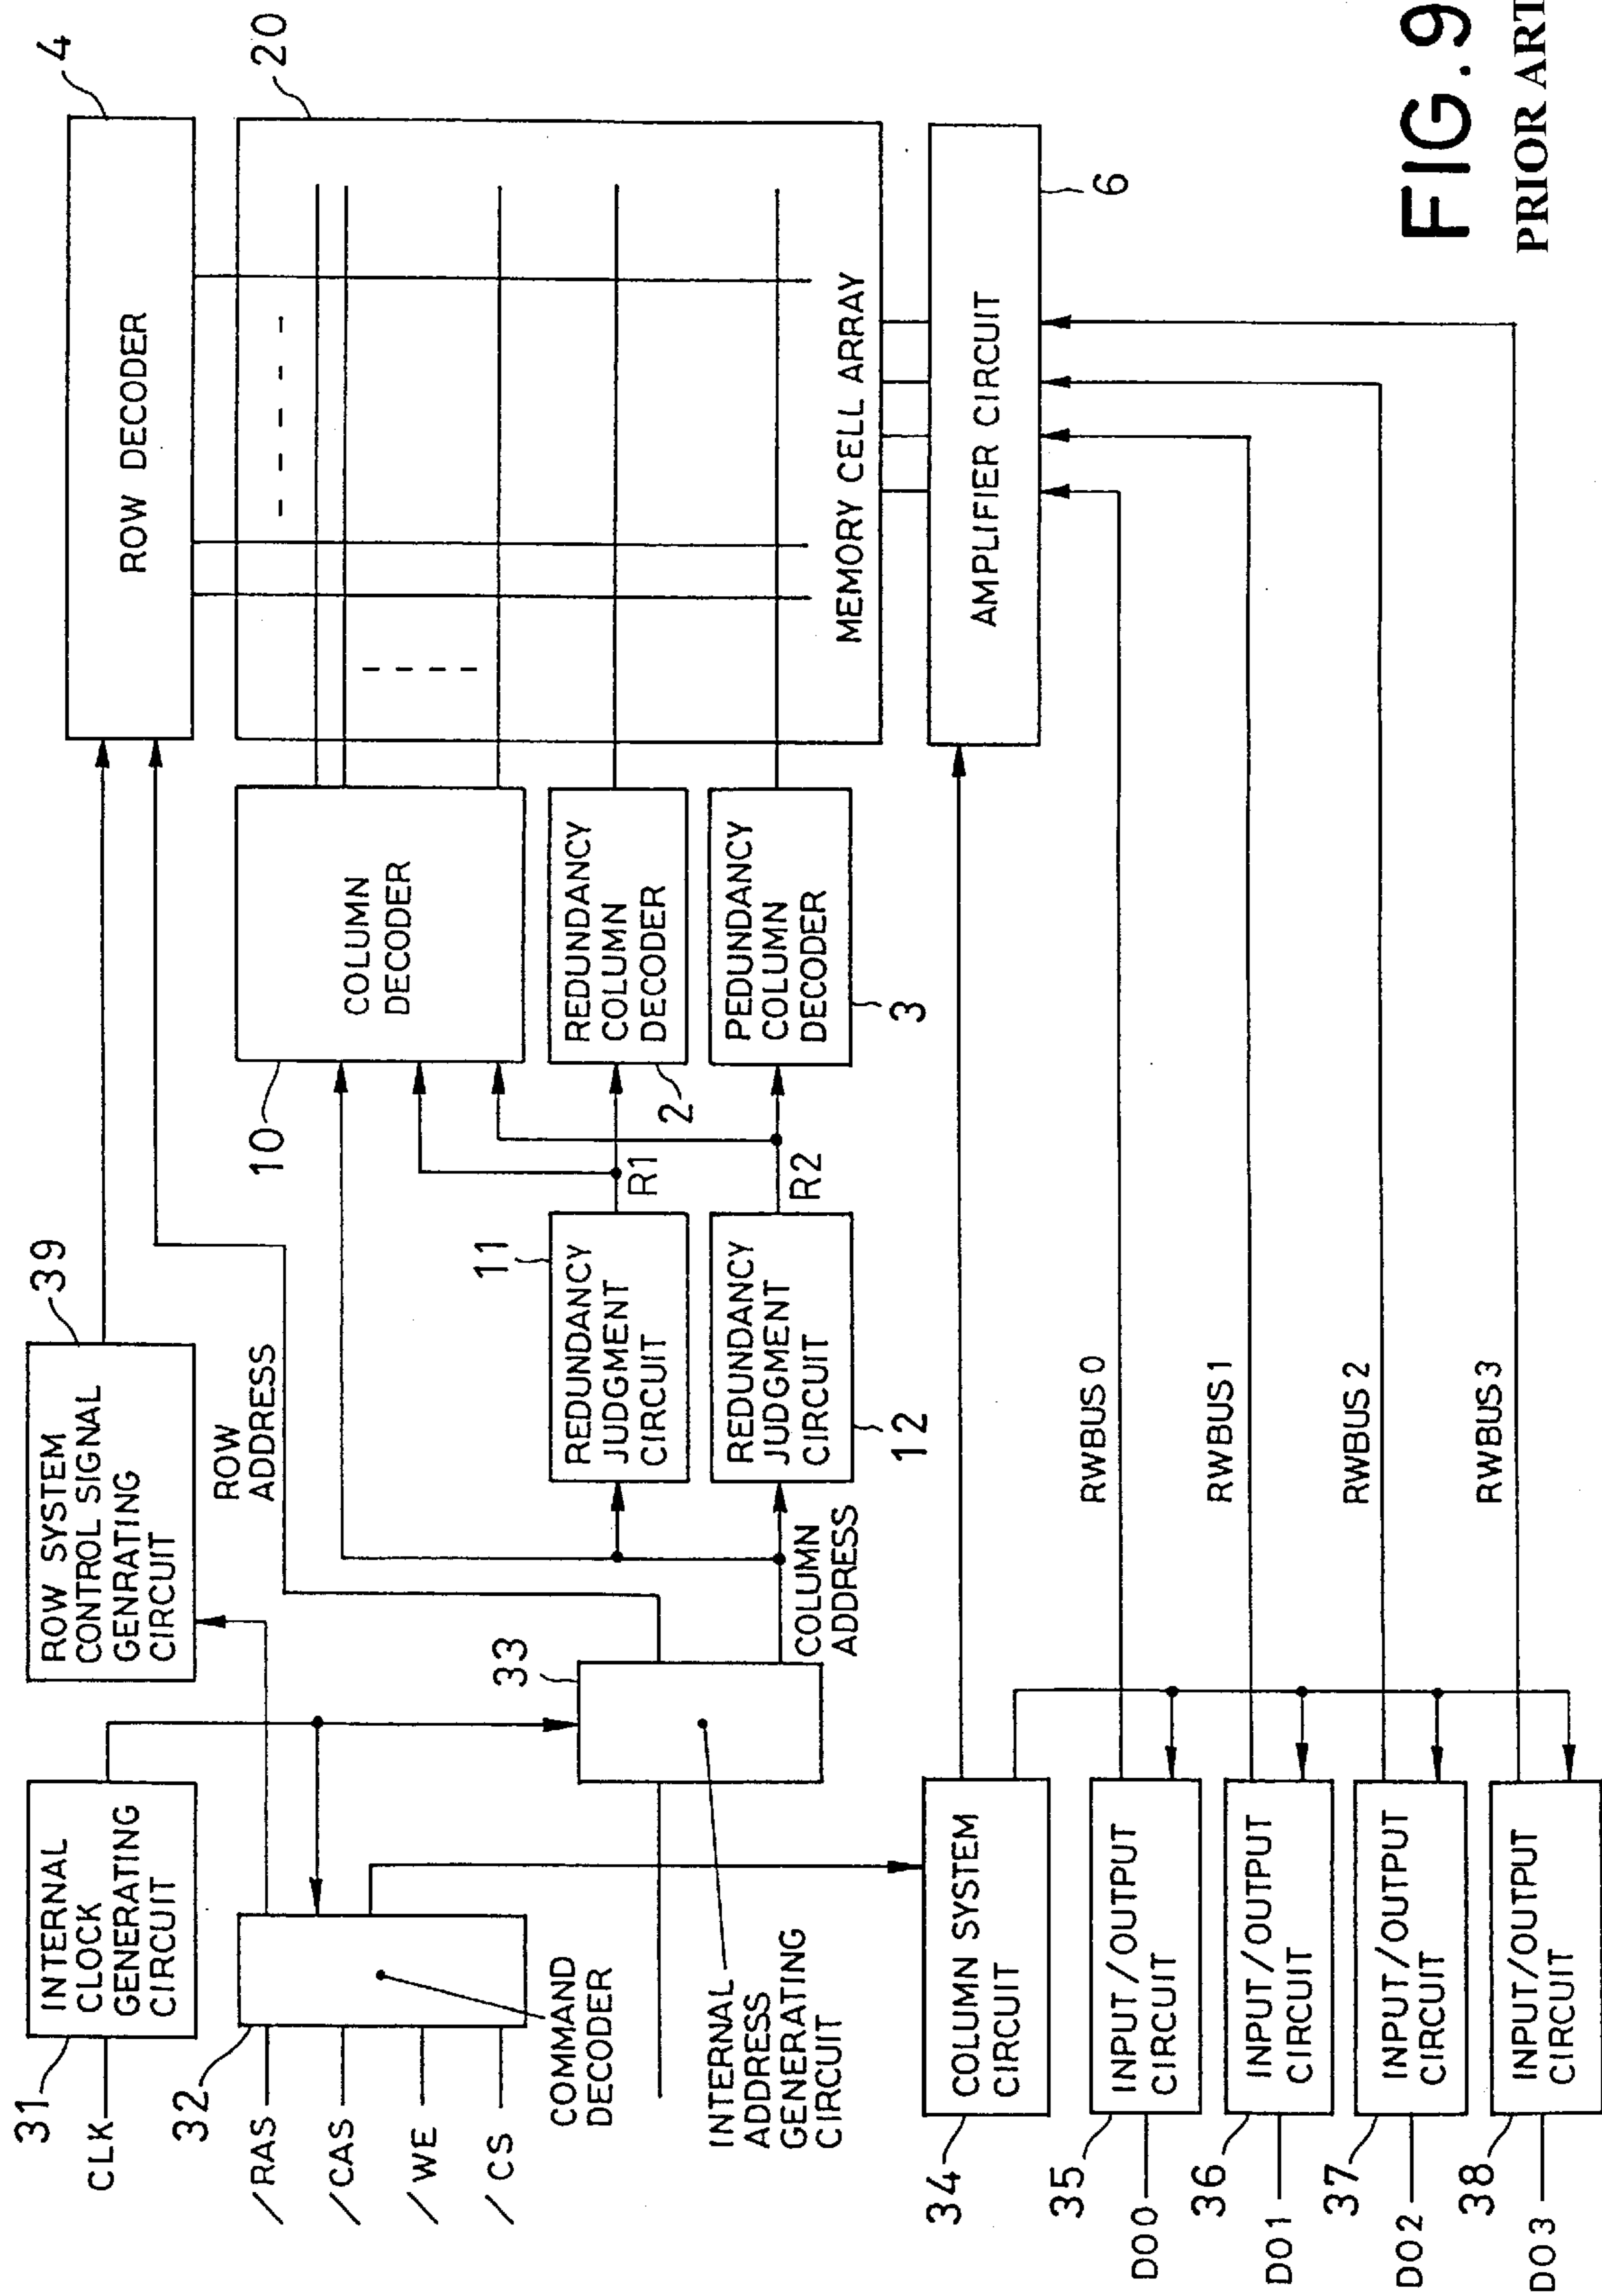 31
INTERNAL
CLOCK
GENERATING
CIRCUIT
CLK
39
ROW SYSTEM
CONTROL SIGNAL
GENRATING
CIRCUIT
ROW
ADDRESS
4
ROW DECODER
32
/RAS
/CAS
/WE
/CS
COMMAND
DECODER
33
INTERNAL
ADDRESS
GENERATING
CIRCUIT
COLUMN
ADDRESS
10
COLUMN
DECODER
11
REDUNDANCY
JUDGMENT
CIRCUIT
R1
2
REDUNDANCY
COLUMN
DECODER
12
REDUNDANCY
JUDGMENT
CIRCUIT
R2
3
PEDUNDANCY
COLUMN
DECODER
20
MEMORY CELL ARRAY
6
AMPLIFIER CIRCUIT
34
COLUMN SYSTEM
CIRCUIT
35
DO0
INPUT/OUTPUT
CIRCUIT
RWBUS 0
36
DO1
INPUT/OUTPUT
CIRCUIT
RWBUS 1
37
DO2
INPUT/OUTPUT
CIRCUIT
RWBUS 2
38
DO3
INPUT/OUTPUT
CIRCUIT
RWBUS 3
FIG.9
PRIOR ART